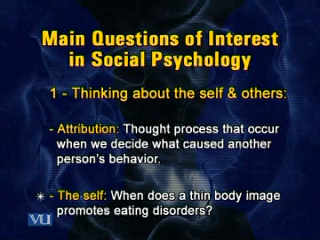 Main Questions of Interest
in Social Psychology
1 - Thinking about the self & others:
- Attribution: Thought process that occur
when we decide what caused another
person's behavior.
- The self: When does a thin body image
promotes eating disorders?
VU